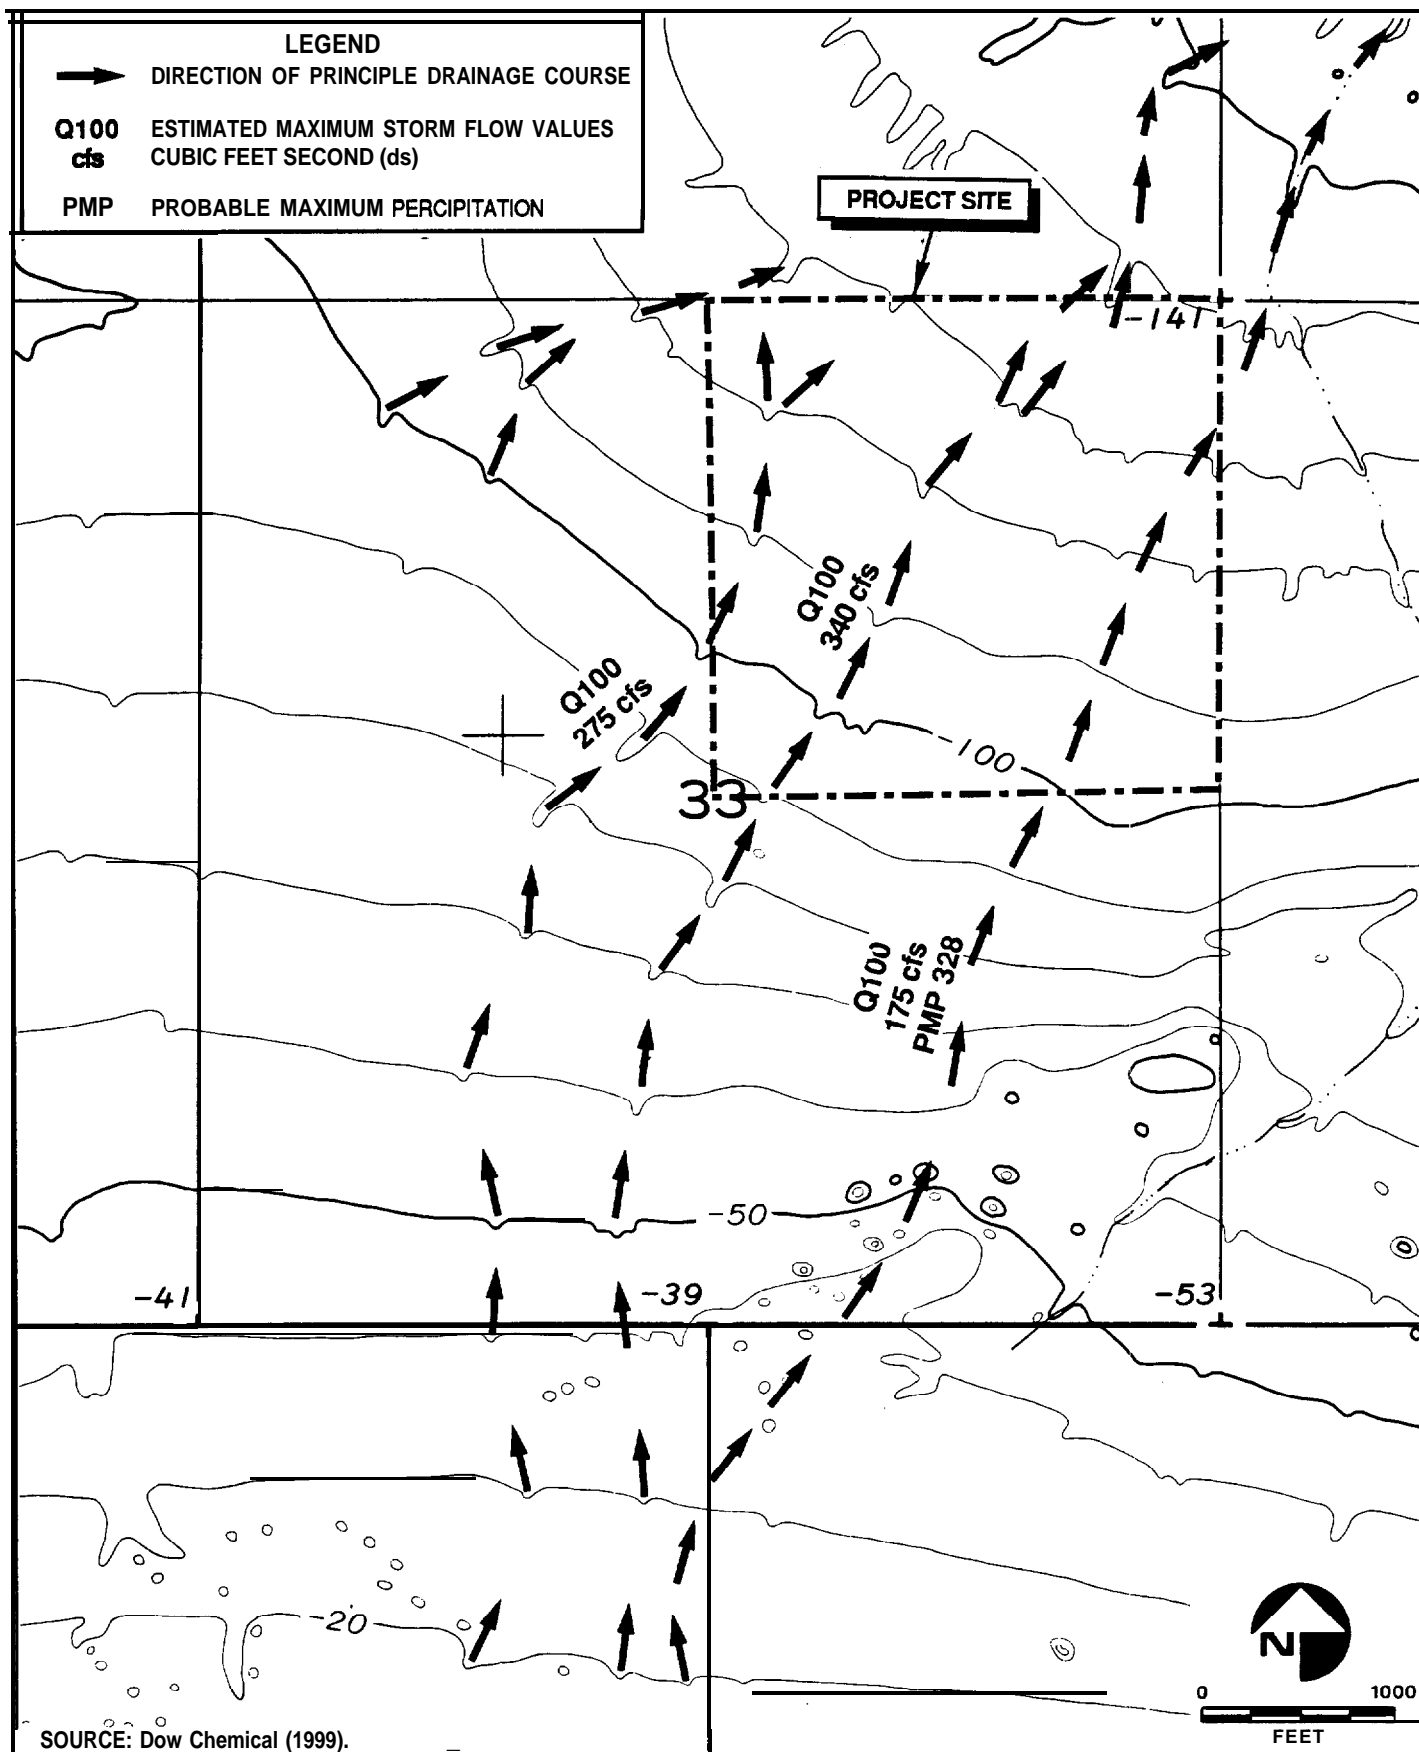 LEGEND
DIRECTION OF PRINCIPLE DRAINAGE COURSE
Q100 ESTIMATED MAXIMUM STORM FLOW VALUES
cfs CUBIC FEET SECOND (ds)
PMP PROBABLE MAXIMUM PERCIPITATION
PROJECT SITE
-141
Q100
340 cfs
Q100
275 cfs
-100
33
Q100
175 cfs
PMP 328
-50
-41
-39
-53
-20
N
0 1000
FEET
SOURCE: Dow Chemical (1999).